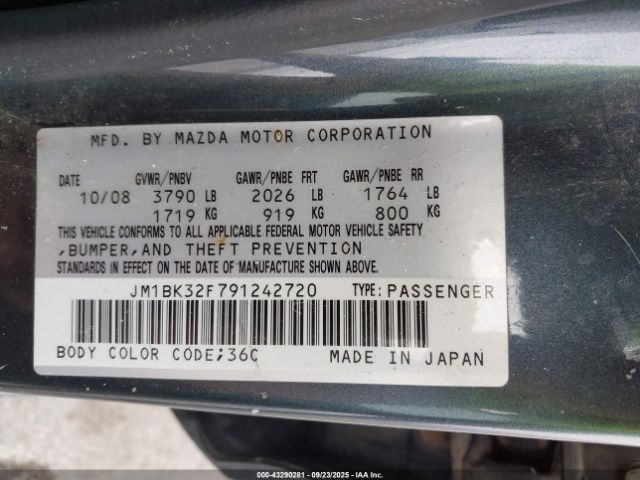 MFD. BY MAZDA MOTOR CORPORATION
DATE GVWR/PNBV GAWR/PNBE FRT GAWR/PNBE RR
10/08 3790 LB 2026 LB 1764 LB
1719 KG 919 KG 800 KG
THIS VEHICLE CONFORMS TO ALL APPLICABLE FEDERAL MOTOR VEHICLE SAFETY
,BUMPER,AND THEFT PREVENTION
STANDARDS IN EFFECT ON THE DATE OF MANUFACTURE SHOWN ABOVE.
JM1BK32F791242720 TYPE:PASSENGER
BODY COLOR CODE;36C MADE IN JAPAN
000-43290281 - 09/23/2025 - IAAI.CA